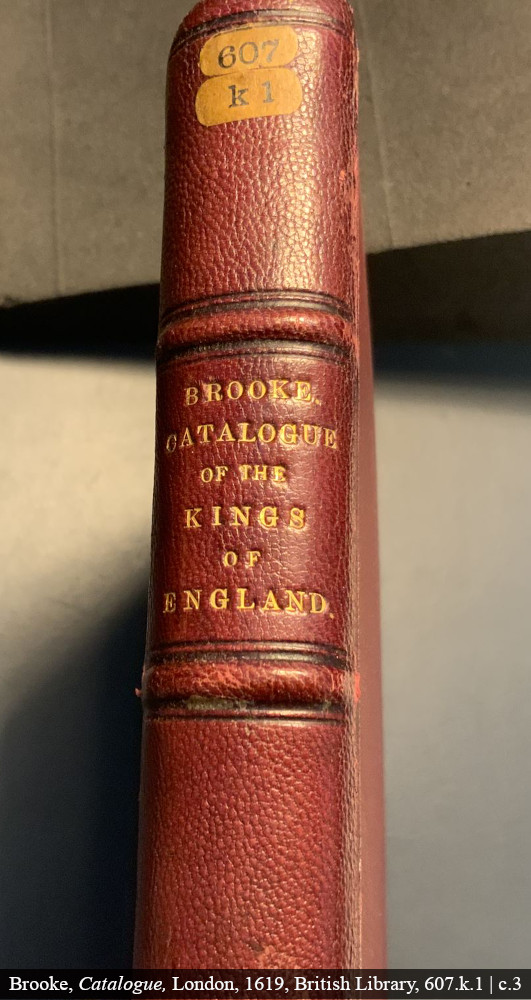 607
k 1
BROOKE.
CATALOGUE
OF THE
KINGS
OF
ENGLAND.
Brooke, Catalogue, London, 1619, British Library, 607.k.1 | c.3